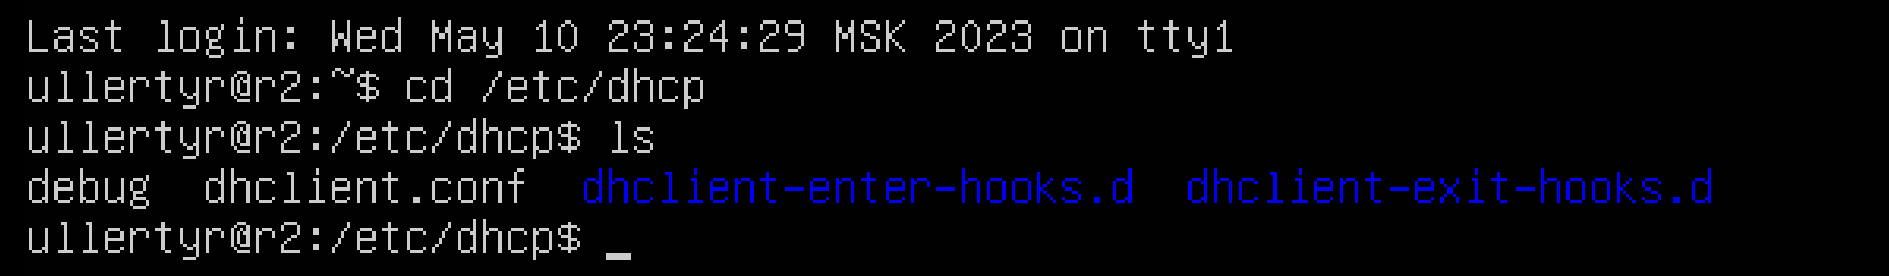 Last login: Wed May 10 23:24:29 MSK 2023 on tty1
ullertyr@r2:~$ cd /etc/dhcp
ullertyr@r2:/etc/dhcp$ ls
debug  dhclient.conf  dhclient-enter-hooks.d  dhclient-exit-hooks.d
ullertyr@r2:/etc/dhcp$ _